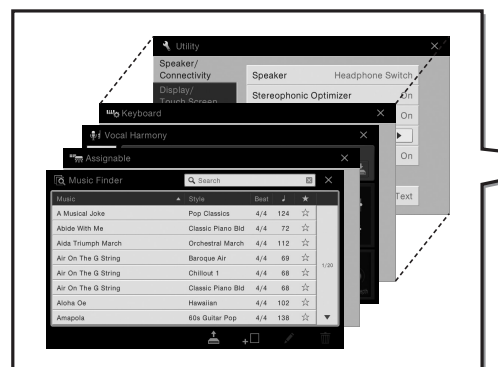 Utility
Speaker/
Connectivity
Speaker Headphone Switch
Display/
Touch Screen
Stereophonic Optimizer On
Keyboard On
Vocal Harmony
On
Assignable
Text
Music Finder Search
Music Style Beat
A Musical Joke Pop Classics 4/4 124
Abide With Me Classic Piano Bld 4/4 72
Aida Triumph March Orchestral March 4/4 112
Air On The G String Baroque Air 4/4 69
1/20
Air On The G String Chillout 1 4/4 68
Air On The G String Classic Piano Bld 4/4 68
Aloha Oe Hawaiian 4/4 102
Amapola 60s Guitar Pop 4/4 138